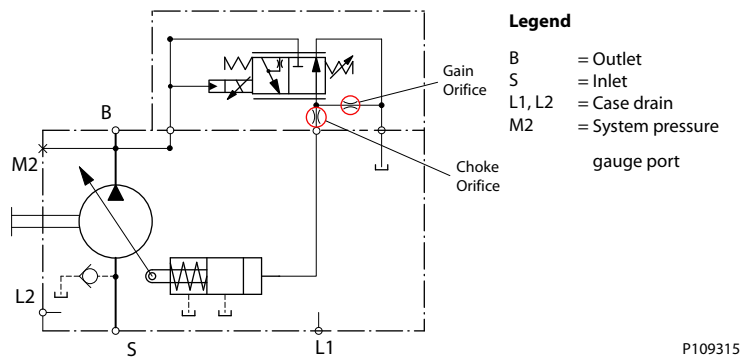 Legend
B = Outlet
S = Inlet
L1, L2 = Case drain
M2 = System pressure
gauge port
Gain
Orifice
B
M2
Choke
Orifice
L2
S
L1
P109315